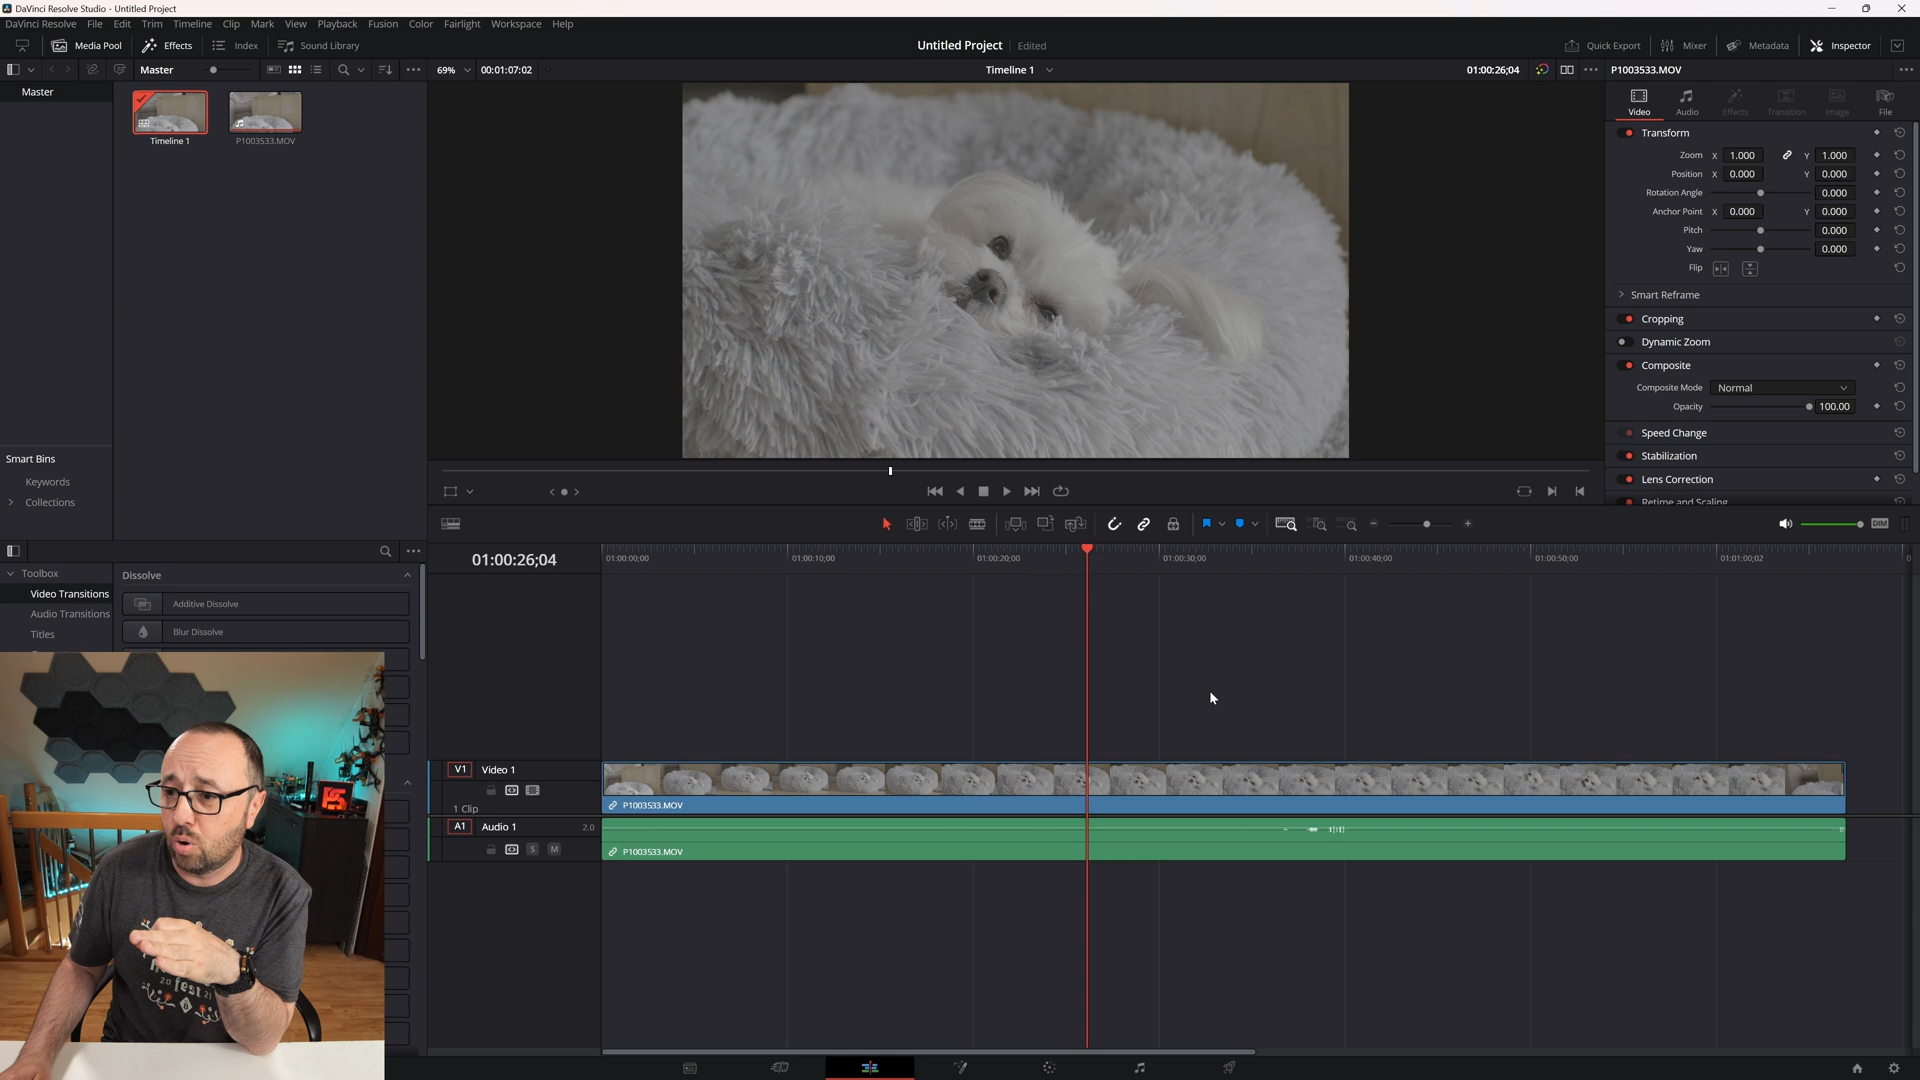 DaVinci Resolve Studio - Untitled Project
DaVinci Resolve File Edit Trim Timeline Clip Mark View Playback Fusion Color Fairlight Workspace Help
Media Pool Effects Index Sound Library Untitled Project Edited Quick Export Mixer Metadata Inspector
Master 69% 00:01:07:02 Timeline 1 01:00:26;04 P1003533.MOV
Master
Timeline 1 P1003533.MOV
Video Audio Effects Transition Image File
Transform
Zoom X 1.000 Y 1.000
Position X 0.000 Y 0.000
Rotation Angle 0.000
Anchor Point X 0.000 Y 0.000
Pitch 0.000
Yaw 0.000
Flip
Smart Reframe
Cropping
Dynamic Zoom
Composite
Composite Mode Normal
Opacity 100.00
Speed Change
Stabilization
Lens Correction
Retime and Scaling
Smart Bins
Keywords
Collections
DIM
01:00:26;04 01:00:00;00 01:00:10;00 01:00:20;00 01:00:30;00 01:00:40;00 01:00:50;00 01:01:00;02
Toolbox
Video Transitions
Audio Transitions
Titles
Dissolve
Additive Dissolve
Blur Dissolve
V1 Video 1
1 Clip
P1003533.MOV
A1 Audio 1 2.0
S M
P1003533.MOV
20 fest 21